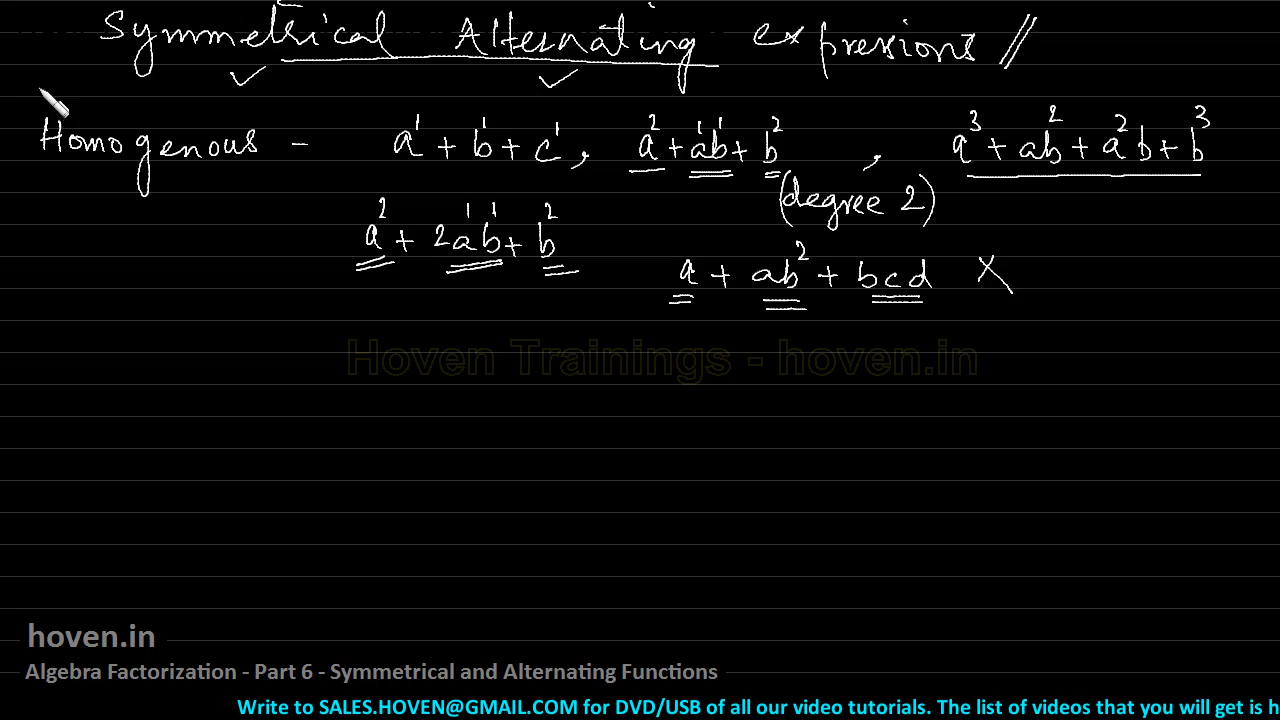 Symmetrical Alternating expressions //
Homogenous - a¹ + b¹ + c¹, a² + a¹b¹ + b², a³ + ab² + a²b + b³
(degree 2)
a² + 2a¹b¹ + b²
a + ab² + bcd X
Hoven Trainings - hoven.in
hoven.in
Algebra Factorization - Part 6 - Symmetrical and Alternating Functions
Write to SALES.HOVEN@GMAIL.COM for DVD/USB of all our video tutorials. The list of videos that you will get is h